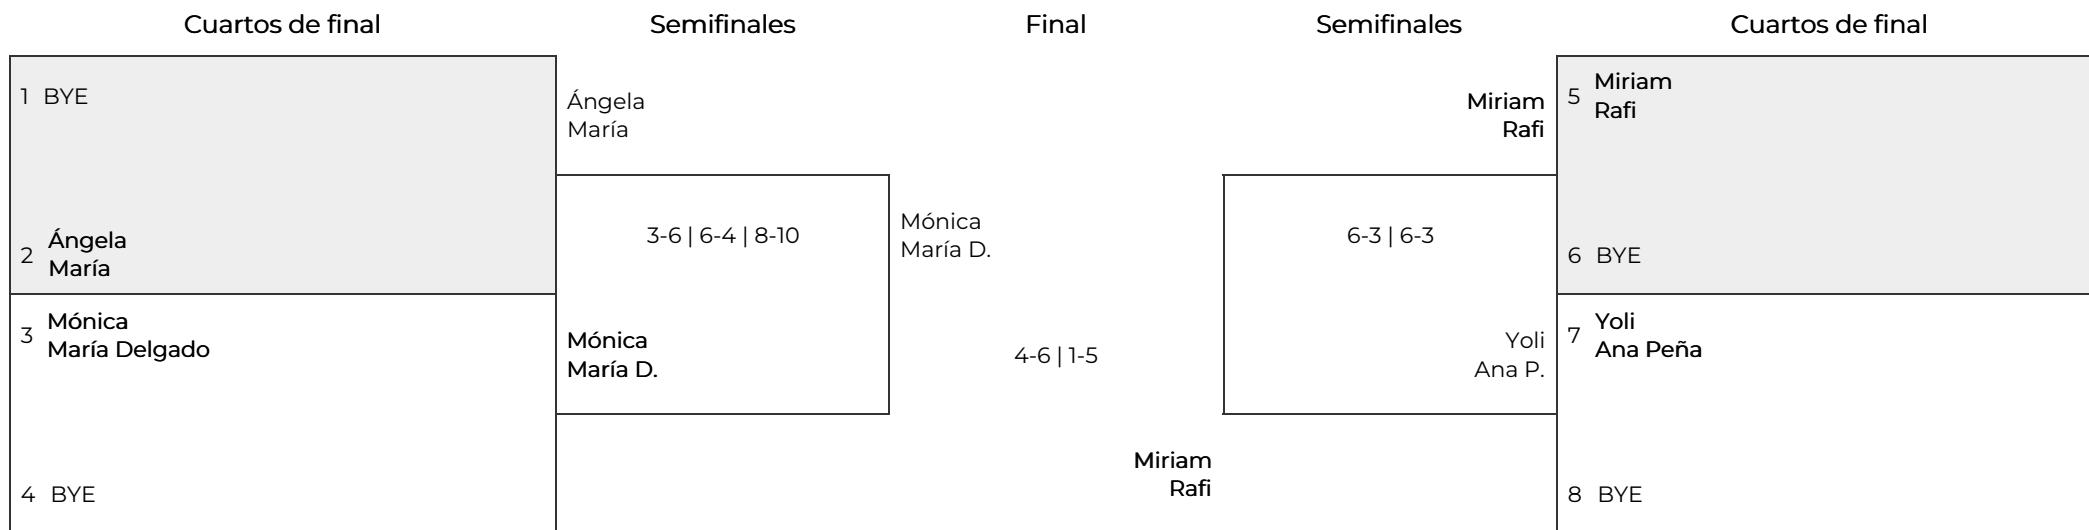 Cuartos de final
Semifinales
Final
Semifinales
Cuartos de final
1 BYE
2 Ángela
María
3 Mónica
María Delgado
4 BYE
Ángela
María
3-6 | 6-4 | 8-10
Mónica
María D.
Mónica
María D.
4-6 | 1-5
Miriam
Rafi
Miriam
Rafi
6-3 | 6-3
Yoli
Ana P.
5 Miriam
Rafi
6 BYE
7 Yoli
Ana Peña
8 BYE